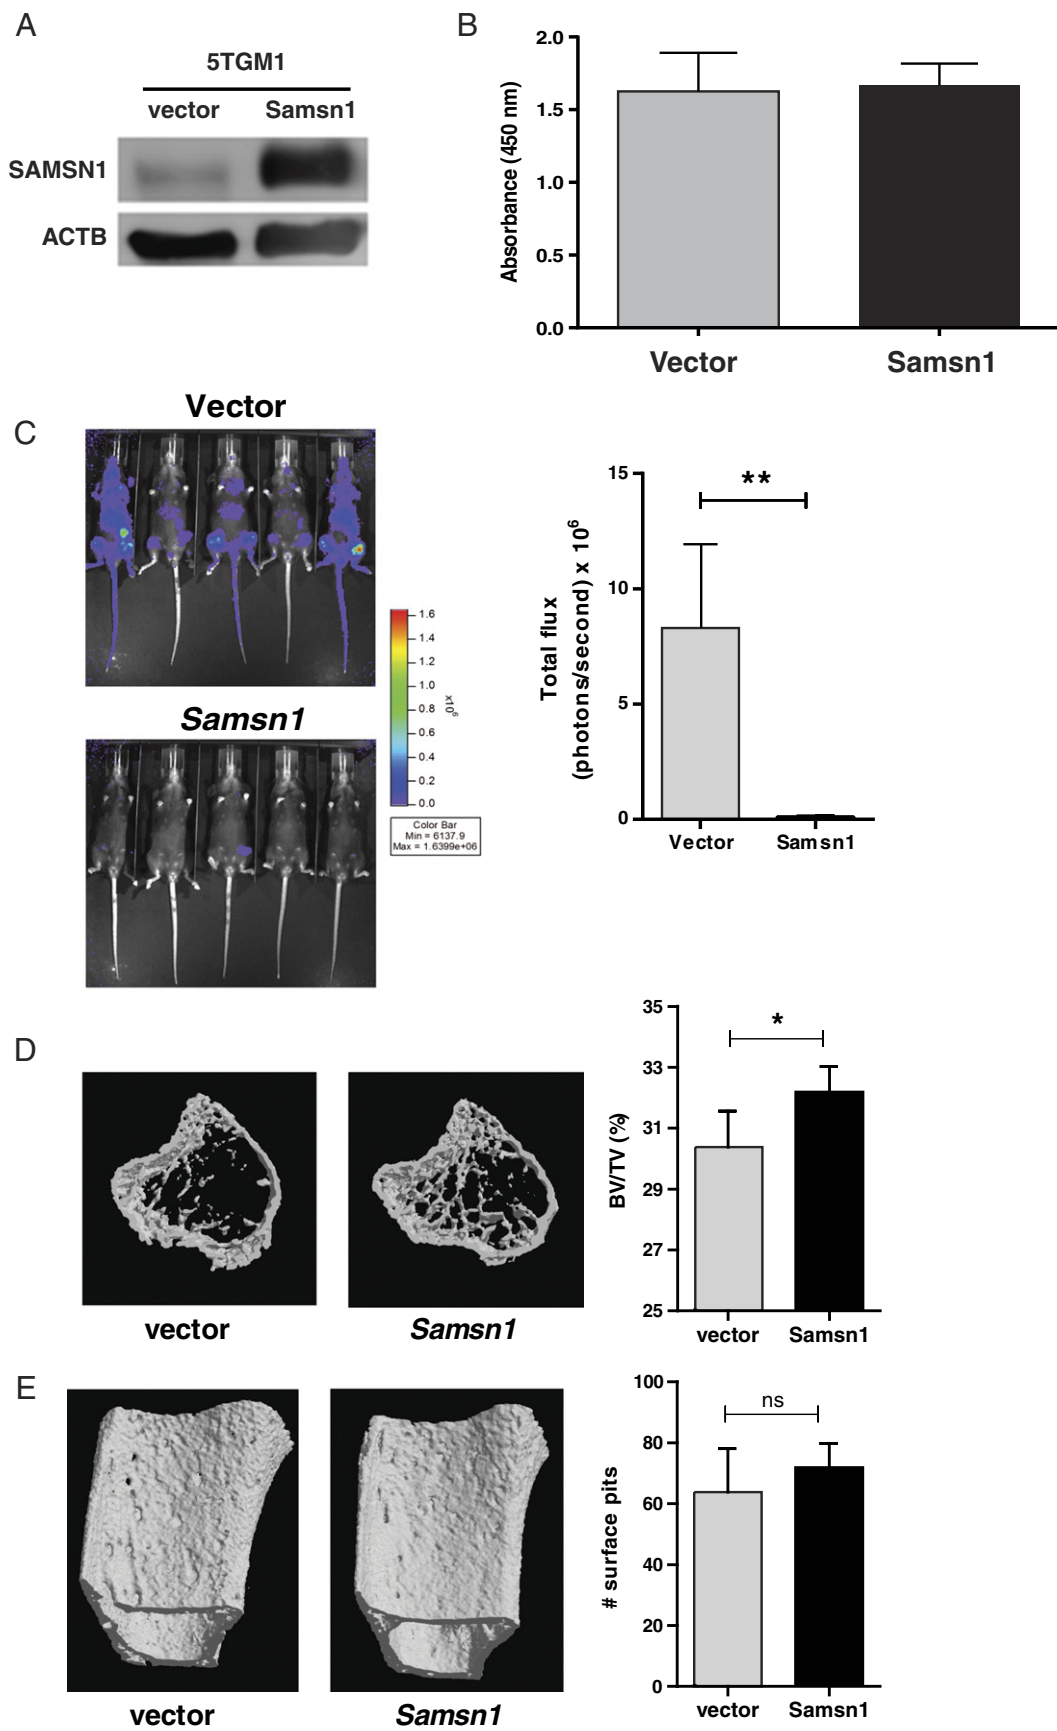 A
5TGM1
vector Samsn1
SAMSN1
ACTB
B
Absorbance (450 nm)
2.0
1.5
1.0
0.5
0.0
Vector Samsn1
C
Vector
Samsn1
1.6
1.4
1.2
1.0
0.8
0.6
0.4
0.2
0.0
x10⁶
Color Bar
Min = 6137.9
Max = 1.6399e+06
Total flux
(photons/second) x 10⁶
15
10
5
0
**
Vector Samsn1
D
vector Samsn1
BV/TV (%)
35
33
31
29
27
25
*
vector Samsn1
E
vector Samsn1
# surface pits
100
80
60
40
20
0
ns
vector Samsn1